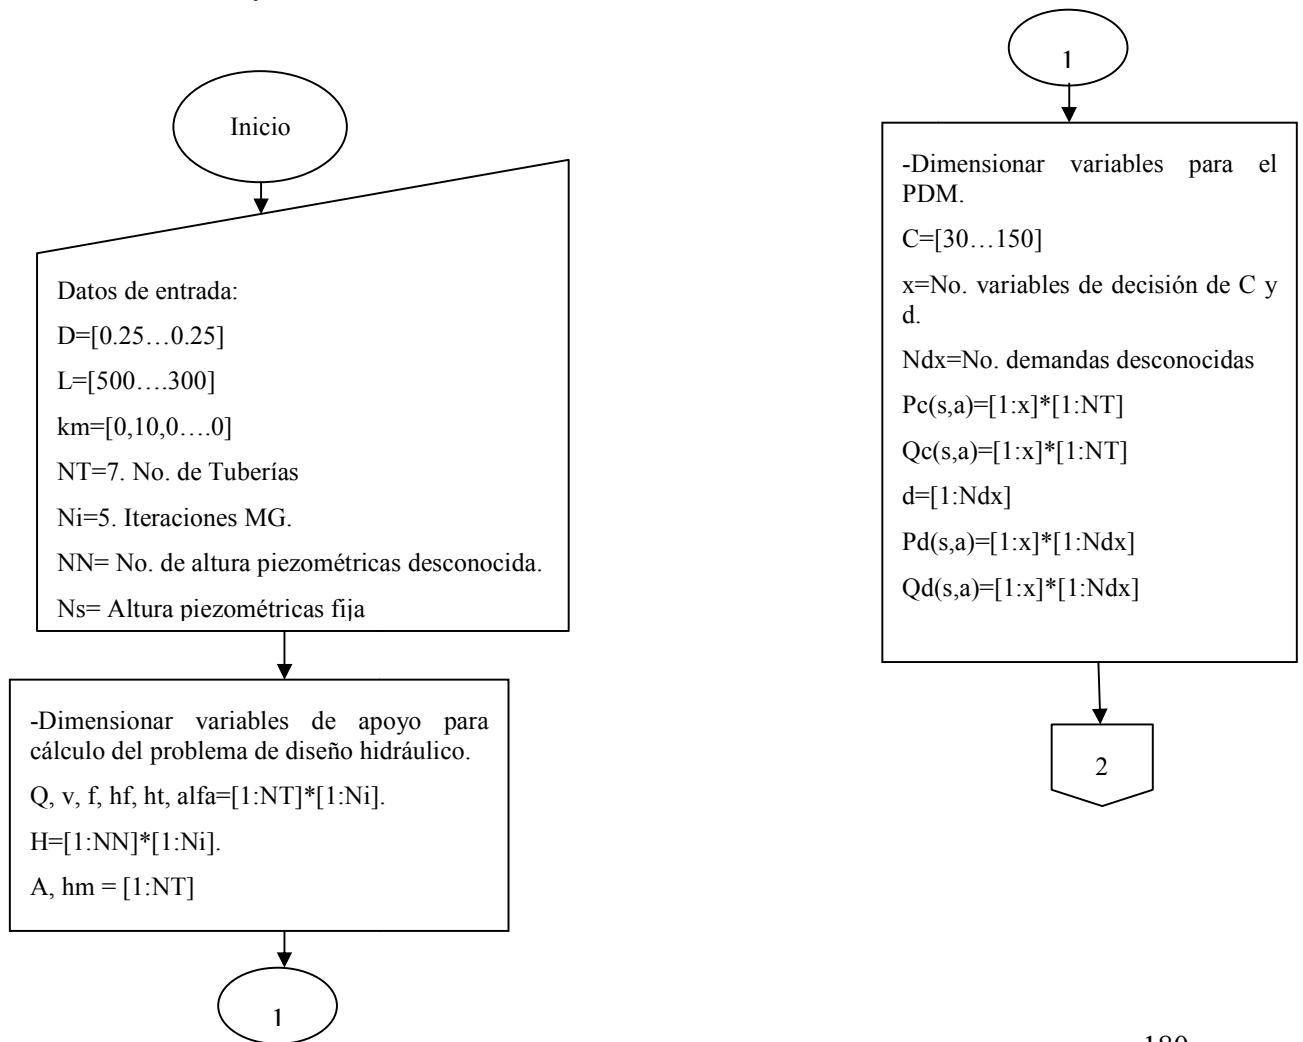 Inicio
Datos de entrada:
D=[0.25…0.25]
L=[500….300]
km=[0,10,0….0]
NT=7. No. de Tuberías
Ni=5. Iteraciones MG.
NN= No. de altura piezométricas desconocida.
Ns= Altura piezométricas fija
-Dimensionar variables de apoyo para
cálculo del problema de diseño hidráulico.
Q, v, f, hf, ht, alfa=[1:NT]*[1:Ni].
H=[1:NN]*[1:Ni].
A, hm = [1:NT]
1
1
-Dimensionar variables para el
PDM.
C=[30…150]
x=No. variables de decisión de C y
d.
Ndx=No. demandas desconocidas
Pc(s,a)=[1:x]*[1:NT]
Qc(s,a)=[1:x]*[1:NT]
d=[1:Ndx]
Pd(s,a)=[1:x]*[1:Ndx]
Qd(s,a)=[1:x]*[1:Ndx]
2
180